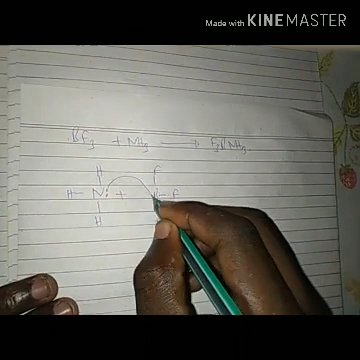 Made with KINEMASTER
BF3 + NH3 → F3BNH3
H F
H — N : + B — F
H